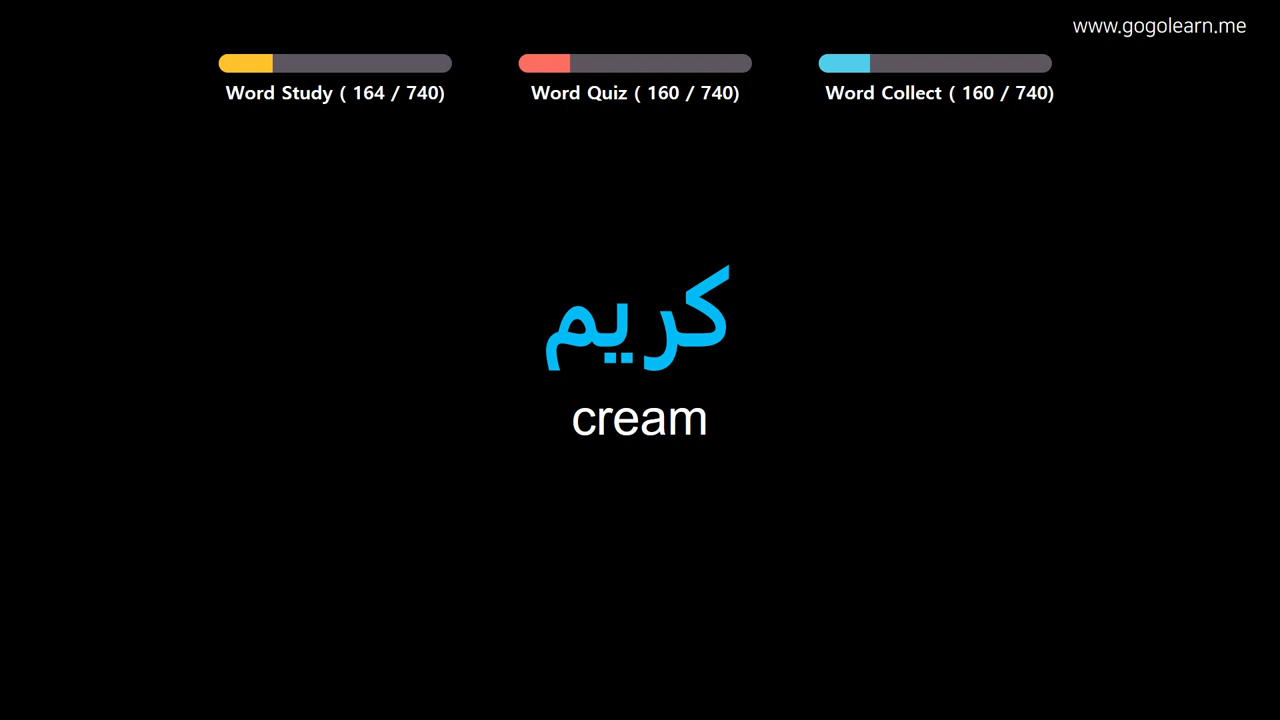 www.gogolearn.me
Word Study ( 164 / 740)
Word Quiz ( 160 / 740)
Word Collect ( 160 / 740)
كريم
cream